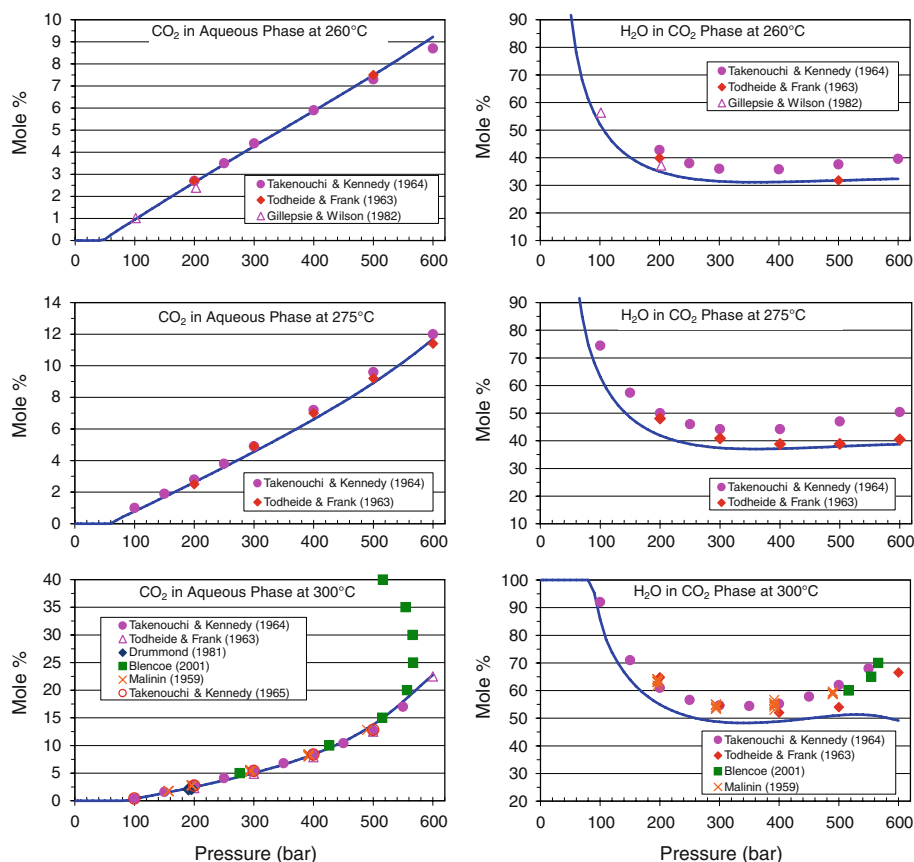 CO2 in Aqueous Phase at 260°C
Mole %
10
9
8
7
6
5
4
3
2
1
0
Takenouchi & Kennedy (1964)
Todheide & Frank (1963)
Gillepsie & Wilson (1982)
0 100 200 300 400 500 600
H2O in CO2 Phase at 260°C
Mole %
90
80
70
60
50
40
30
20
10
Takenouchi & Kennedy (1964)
Todheide & Frank (1963)
Gillepsie & Wilson (1982)
0 100 200 300 400 500 600
CO2 in Aqueous Phase at 275°C
Mole %
14
12
10
8
6
4
2
0
Takenouchi & Kennedy (1964)
Todheide & Frank (1963)
0 100 200 300 400 500 600
H2O in CO2 Phase at 275°C
Mole %
90
80
70
60
50
40
30
20
10
Takenouchi & Kennedy (1964)
Todheide & Frank (1963)
0 100 200 300 400 500 600
CO2 in Aqueous Phase at 300°C
Mole %
40
35
30
25
20
15
10
5
0
Takenouchi & Kennedy (1964)
Todheide & Frank (1963)
Drummond (1981)
Blencoe (2001)
Malinin (1959)
Takenouchi & Kennedy (1965)
0 100 200 300 400 500 600
Pressure (bar)
H2O in CO2 Phase at 300°C
Mole %
100
90
80
70
60
50
40
30
20
Takenouchi & Kennedy (1964)
Todheide & Frank (1963)
Blencoe (2001)
Malinin (1959)
0 100 200 300 400 500 600
Pressure (bar)